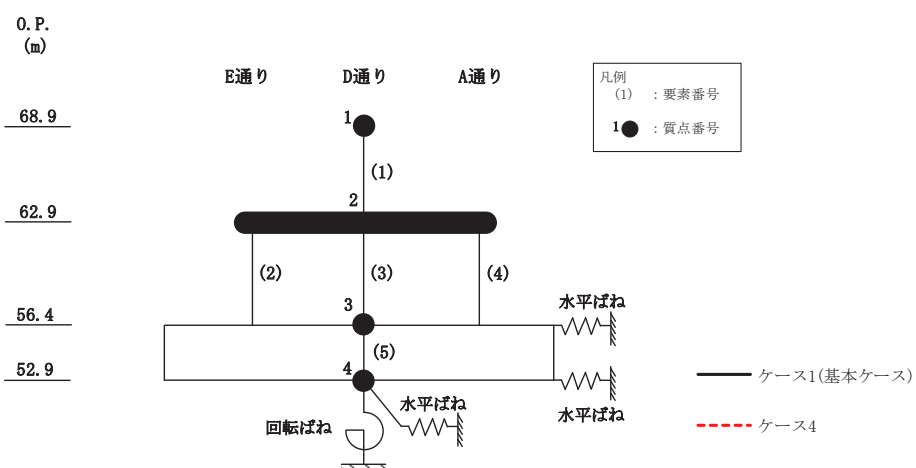 O.P.
(m)
E通り D通り A通り
凡例
(1) ：要素番号
1 ：質点番号
68.9
1
(1)
2
62.9
(2) (3) (4)
3
水平ばね
56.4
(5)
52.9
4
水平ばね
水平ばね
回転ばね
ケース1(基本ケース)
ケース4